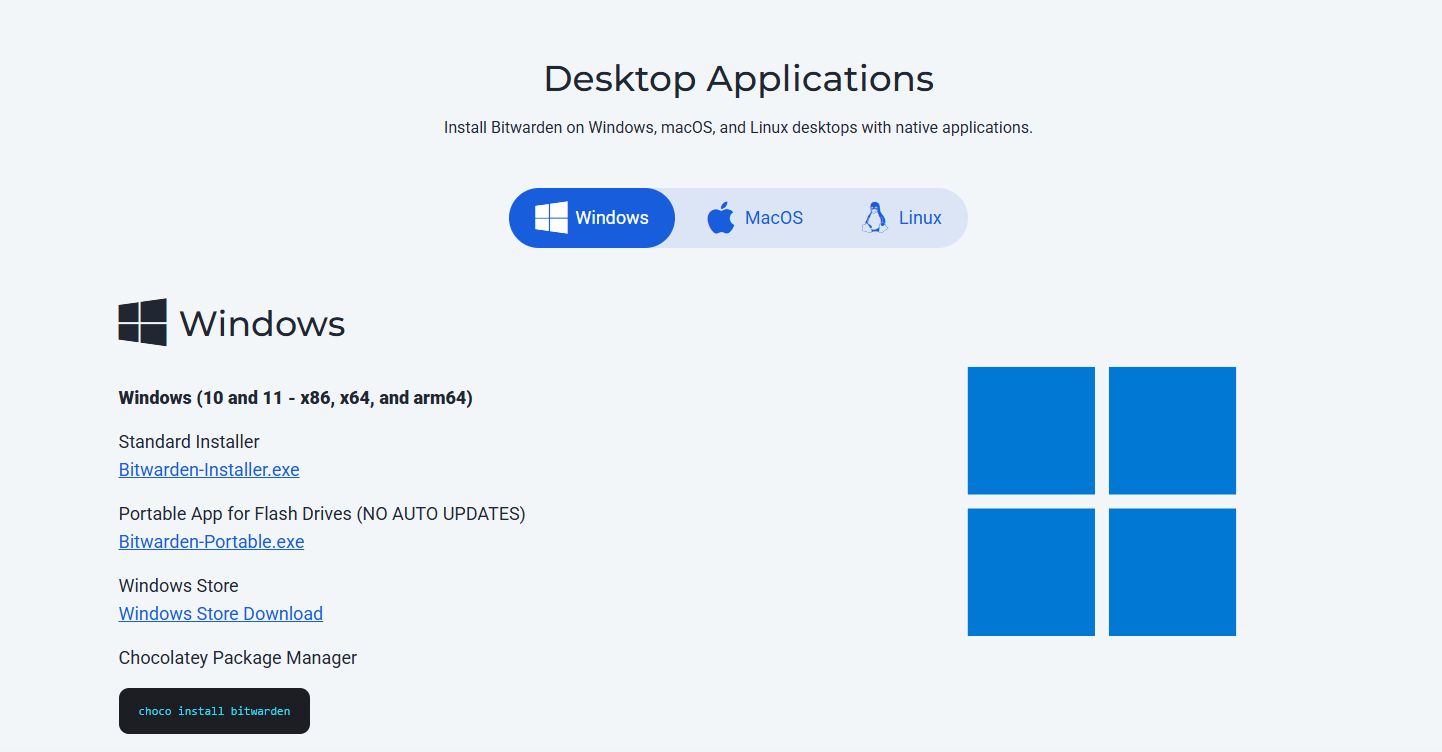 Desktop Applications
Install Bitwarden on Windows, macOS, and Linux desktops with native applications.
Windows MacOS Linux
Windows
Windows (10 and 11 - x86, x64, and arm64)
Standard Installer
Bitwarden-Installer.exe
Portable App for Flash Drives (NO AUTO UPDATES)
Bitwarden-Portable.exe
Windows Store
Windows Store Download
Chocolatey Package Manager
choco install bitwarden